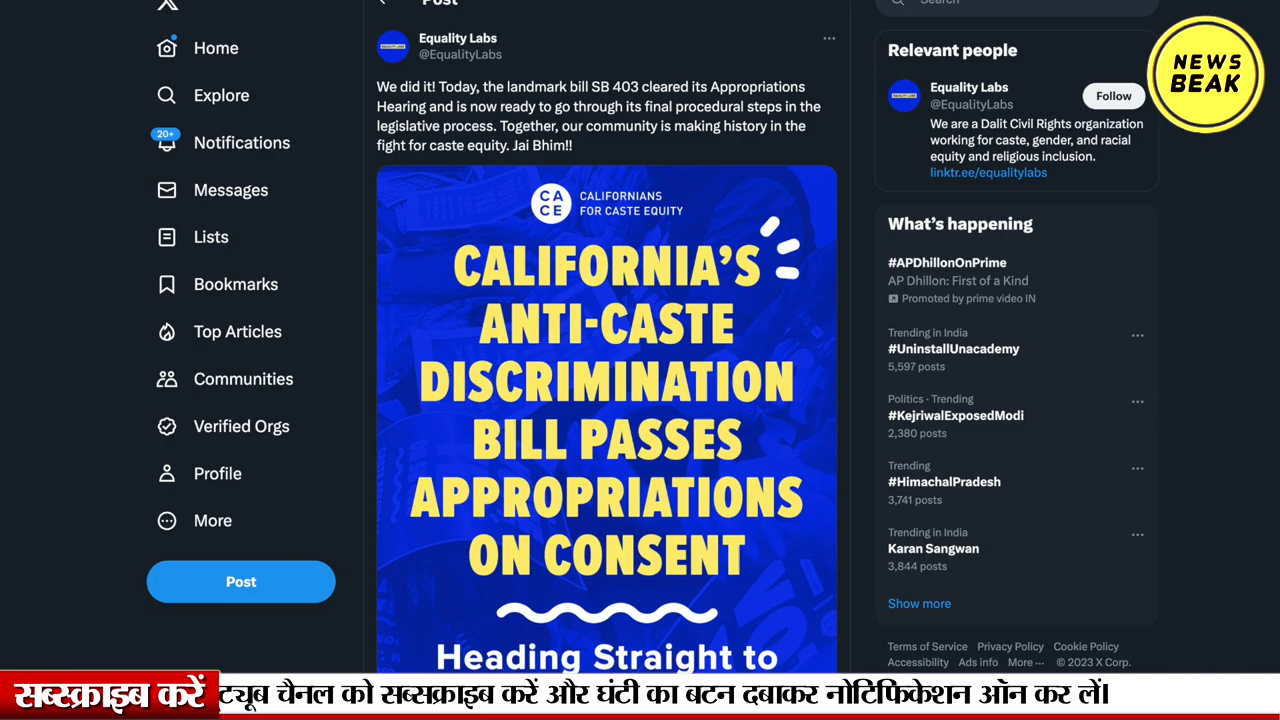 Home
Explore
20+
Notifications
Messages
Lists
Bookmarks
Top Articles
Communities
Verified Orgs
Profile
More
Post
Post
Equality Labs
@EqualityLabs
We did it! Today, the landmark bill SB 403 cleared its Appropriations
Hearing and is now ready to go through its final procedural steps in the
legislative process. Together, our community is making history in the
fight for caste equity. Jai Bhim!!
CA
CE
CALIFORNIANS
FOR CASTE EQUITY
CALIFORNIA'S
ANTI-CASTE
DISCRIMINATION
BILL PASSES
APPROPRIATIONS
ON CONSENT
Heading Straight to
Search
Relevant people
Equality Labs
@EqualityLabs
Follow
We are a Dalit Civil Rights organization
working for caste, gender, and racial
equity and religious inclusion.
linktr.ee/equalitylabs
What's happening
#APDhillonOnPrime
AP Dhillon: First of a Kind
Promoted by prime video IN
Trending in India
#UninstallUnacademy
5,597 posts
Politics · Trending
#KejriwalExposedModi
2,380 posts
Trending
#HimachalPradesh
3,741 posts
Trending in India
Karan Sangwan
3,844 posts
Show more
Terms of Service Privacy Policy Cookie Policy
Accessibility Ads info More ··· © 2023 X Corp.
NEWS
BEAK
सब्स्क्राइब करें
ट्यूब चैनल को सब्सक्राइब करें और घंटी का बटन दबाकर नोटिफिकेशन ऑन कर लें।